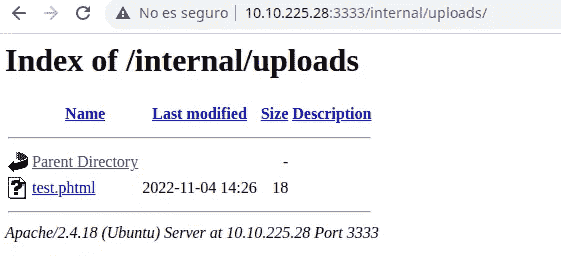 No es seguro 10.10.225.28:3333/internal/uploads/
Index of /internal/uploads
Name Last modified Size Description
Parent Directory -
test.phtml 2022-11-04 14:26 18
Apache/2.4.18 (Ubuntu) Server at 10.10.225.28 Port 3333